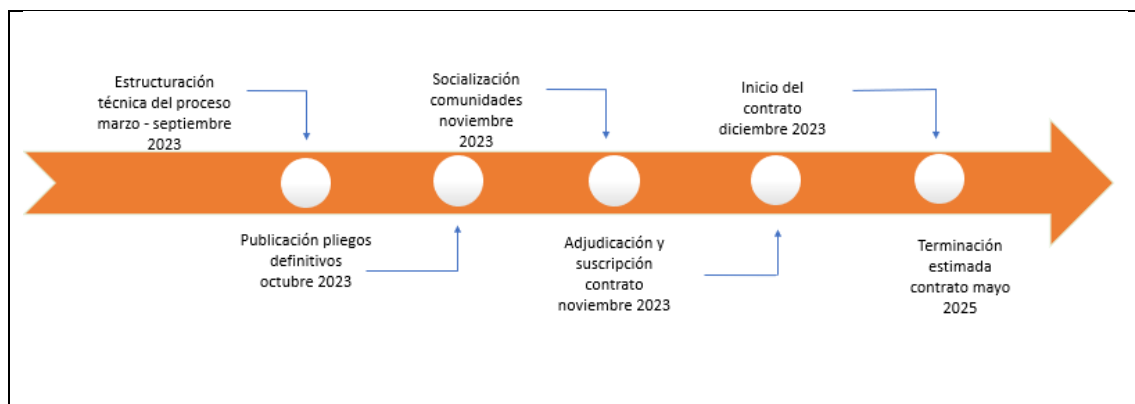 Estructuración
técnica del proceso
marzo - septiembre
2023
Publicación pliegos
definitivos
octubre 2023
Socialización
comunidades
noviembre
2023
Adjudicación y
suscripción
contrato
noviembre 2023
Inicio del
contrato
diciembre 2023
Terminación
estimada
contrato mayo
2025